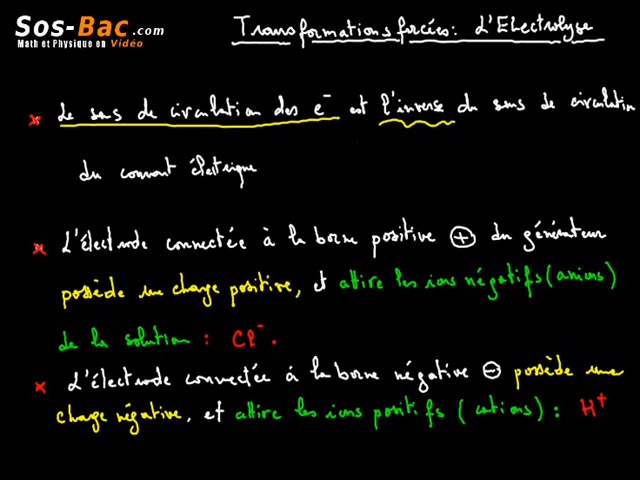 Sos-Bac.com
Math et Physique en Vidéo
Transformations forcées : L'Electrolyse
* Le sens de circulation des e⁻ est l'inverse du sens de circulation
du courant électrique
* L'électrode connectée à la borne positive ⊕ du générateur
possède une charge positive, et attire les ions négatifs (anions)
de la solution : Cl⁻.
* L'électrode connectée à la borne négative ⊖ possède une
charge négative, et attire les ions positifs (cations) : H⁺